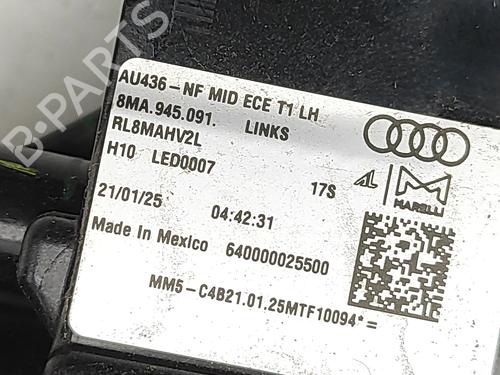 AU436-NF MID ECE T1 LH
8MA.945.091. LINKS
RL8MAHV2L
H10 LED0007
17S AL M
MARELLI
21/01/25 04:42:31
Made In Mexico 640000025500
MM5-C4B21.01.25MTF10094*=
B-PARTS